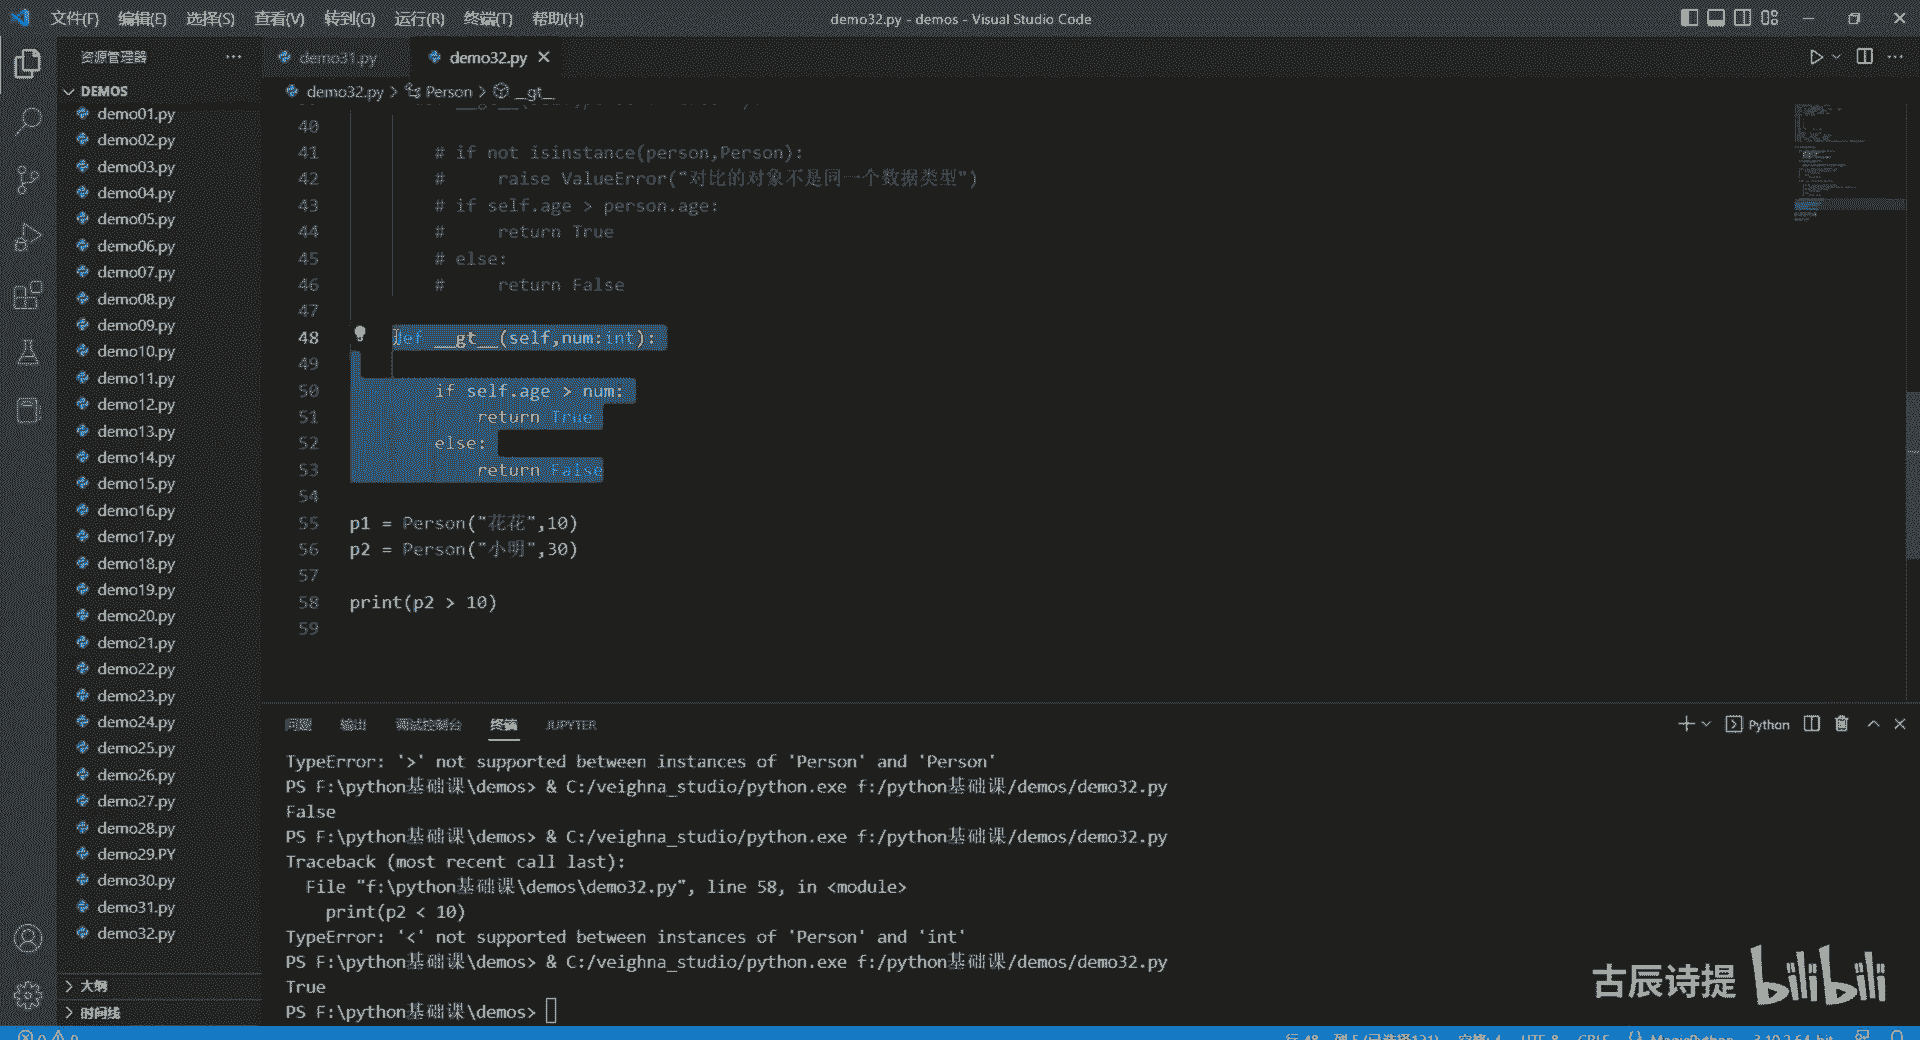 文件(F) 编辑(E) 选择(S) 查看(V) 转到(G) 运行(R) 终端(T) 帮助(H) demo32.py - demos - Visual Studio Code
资源管理器 ··· demo31.py demo32.py
DEMOS
demo32.py > Person > __gt__
demo01.py
demo02.py
demo03.py
demo04.py
demo05.py
demo06.py
demo07.py
demo08.py
demo09.py
demo10.py
demo11.py
demo12.py
demo13.py
demo14.py
demo15.py
demo16.py
demo17.py
demo18.py
demo19.py
demo20.py
demo21.py
demo22.py
demo23.py
demo24.py
demo25.py
demo26.py
demo27.py
demo28.py
demo29.PY
demo30.py
demo31.py
demo32.py
大纲
时间线
40
41 # if not isinstance(person,Person):
42 #     raise ValueError("对比的对象不是同一个数据类型")
43 # if self.age > person.age:
44 #     return True
45 # else:
46 #     return False
47
48 def __gt__(self,num:int):
49
50 if self.age > num:
51 return True
52 else:
53 return False
54
55 p1 = Person("花花",10)
56 p2 = Person("小明",30)
57
58 print(p2 > 10)
59
问题 输出 调试控制台 终端 JUPYTER Python
TypeError: '>' not supported between instances of 'Person' and 'Person'
PS F:\python基础课\demos> & C:/veighna_studio/python.exe f:/python基础课/demos/demo32.py
False
PS F:\python基础课\demos> & C:/veighna_studio/python.exe f:/python基础课/demos/demo32.py
Traceback (most recent call last):
File "f:\python基础课\demos\demo32.py", line 58, in <module>
print(p2 < 10)
TypeError: '<' not supported between instances of 'Person' and 'int'
PS F:\python基础课\demos> & C:/veighna_studio/python.exe f:/python基础课/demos/demo32.py
True
PS F:\python基础课\demos>
古辰诗提 bilibili